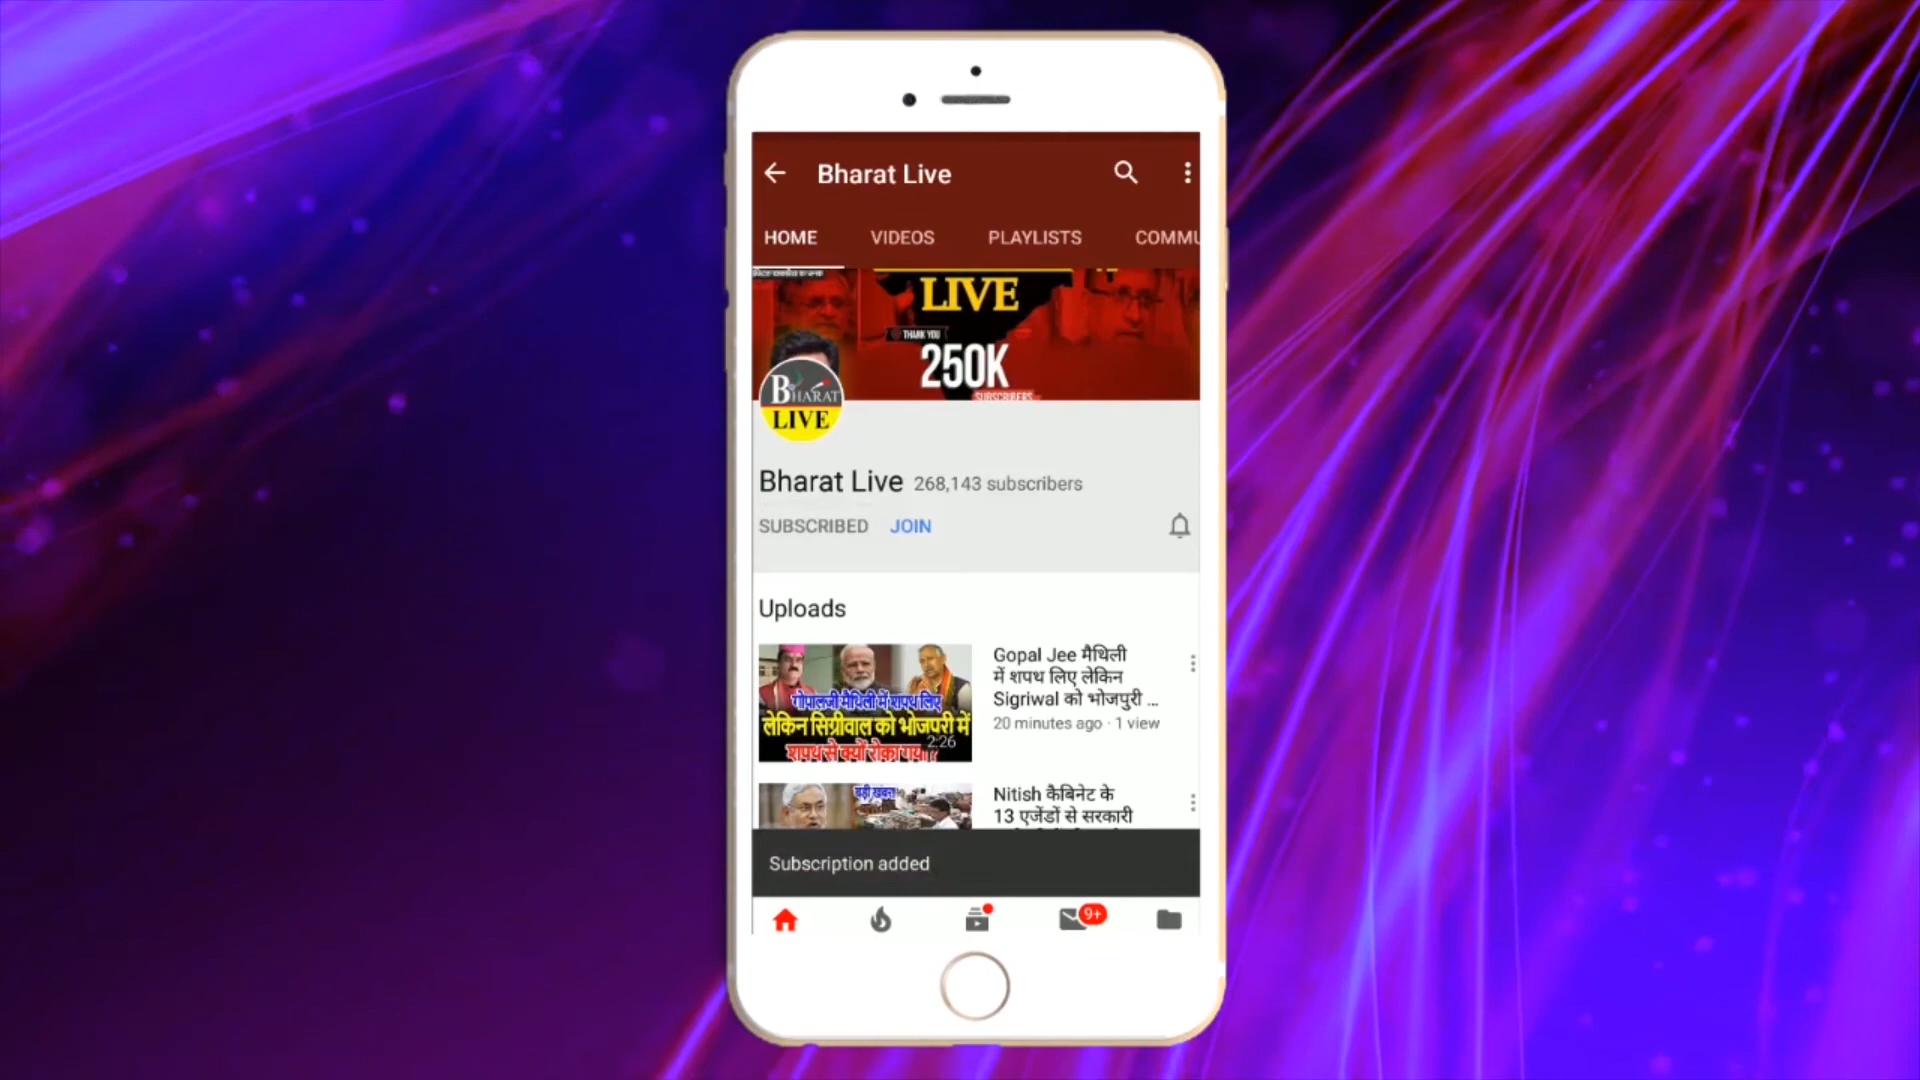 Bharat Live
HOME VIDEOS PLAYLISTS COMMU
LIVE
THANK YOU
250K
SUBSCRIBERS
BHARAT
LIVE
Bharat Live 268,143 subscribers
SUBSCRIBED JOIN
Uploads
गोपालजी मैथिली में शपथ लिए
लेकिन सिग्रीवाल को भोजपुरी में
शपथ से क्यों रोका गया ?
2:26
Gopal Jee मैथिली
में शपथ लिए लेकिन
Sigriwal को भोजपुरी ...
20 minutes ago · 1 view
बड़ी खबर
Nitish कैबिनेट के
13 एजेंडों से सरकारी
Subscription added
9+